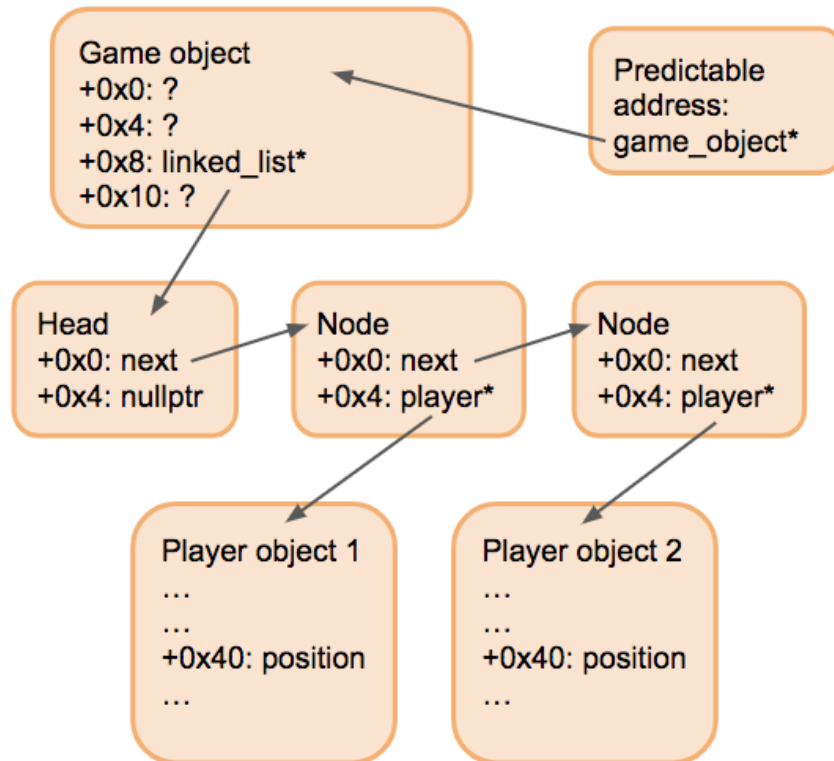 Game object
+0x0: ?
+0x4: ?
+0x8: linked_list*
+0x10: ?
Predictable
address:
game_object*
Head
+0x0: next
+0x4: nullptr
Node
+0x0: next
+0x4: player*
Node
+0x0: next
+0x4: player*
Player object 1
…
…
+0x40: position
…
Player object 2
…
…
+0x40: position
…